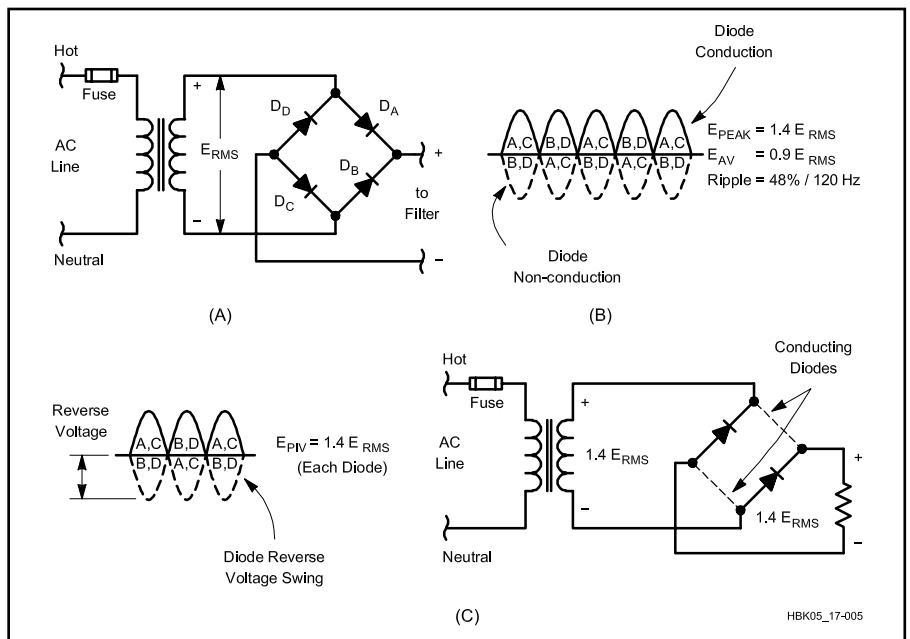 Hot
Fuse
AC
Line
Neutral
+
E RMS
–
D D
D A
D B
D C
+
to
Filter
–
(A)
Diode
Conduction
A,C B,D A,C B,D A,C
B,D A,C B,D A,C B,D
E PEAK = 1.4 E RMS
E AV = 0.9 E RMS
Ripple = 48% / 120 Hz
Diode
Non-conduction
(B)
Reverse
Voltage
A,C B,D A,C
B,D A,C B,D
E PIV = 1.4 E RMS
(Each Diode)
Diode Reverse
Voltage Swing
Hot
Fuse
AC
Line
Neutral
+
1.4 E RMS
–
Conducting
Diodes
1.4 E RMS
+
–
(C)
HBK05_17-005